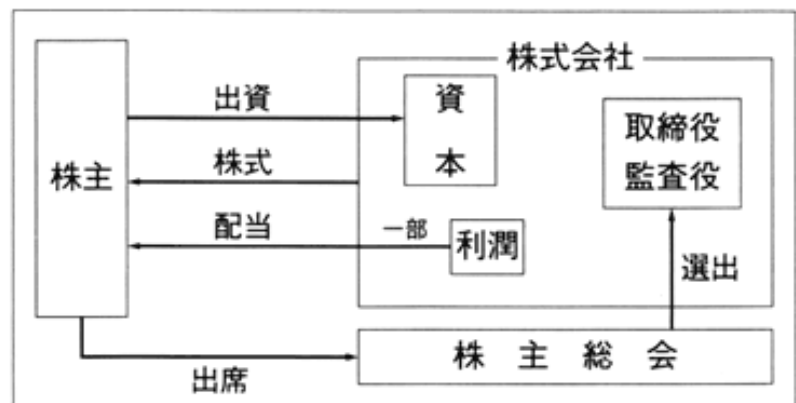 株式会社
出資
資本
取締役
監査役
株主
株式
配当
一部
利潤
選出
出席
株主総会